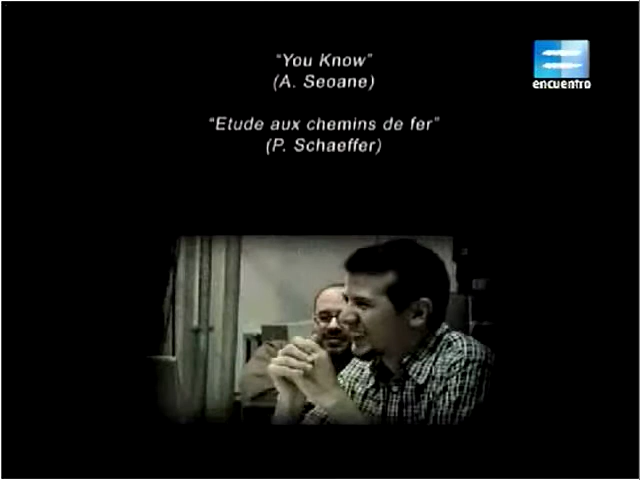 “You Know”
(A. Seoane)
“Etude aux chemins de fer”
(P. Schaeffer)
encuentro